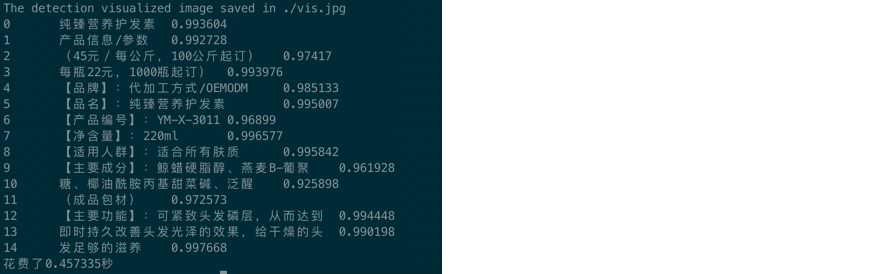 The detection visualized image saved in ./vis.jpg
0 纯臻营养护发素 0.993604
1 产品信息/参数 0.992728
2 （45元／每公斤，100公斤起订） 0.97417
3 每瓶22元，1000瓶起订） 0.993976
4 【品牌】：代加工方式/OEMODM 0.985133
5 【品名】：纯臻营养护发素 0.995007
6 【产品编号】：YM-X-3011 0.96899
7 【净含量】：220ml 0.996577
8 【适用人群】：适合所有肤质 0.995842
9 【主要成分】：鲸蜡硬脂醇、燕麦B-葡聚 0.961928
10 糖、椰油酰胺丙基甜菜碱、泛醒 0.925898
11 （成品包材） 0.972573
12 【主要功能】：可紧致头发磷层，从而达到 0.994448
13 即时持久改善头发光泽的效果，给干燥的头 0.990198
14 发足够的滋养 0.997668
花费了0.457335秒